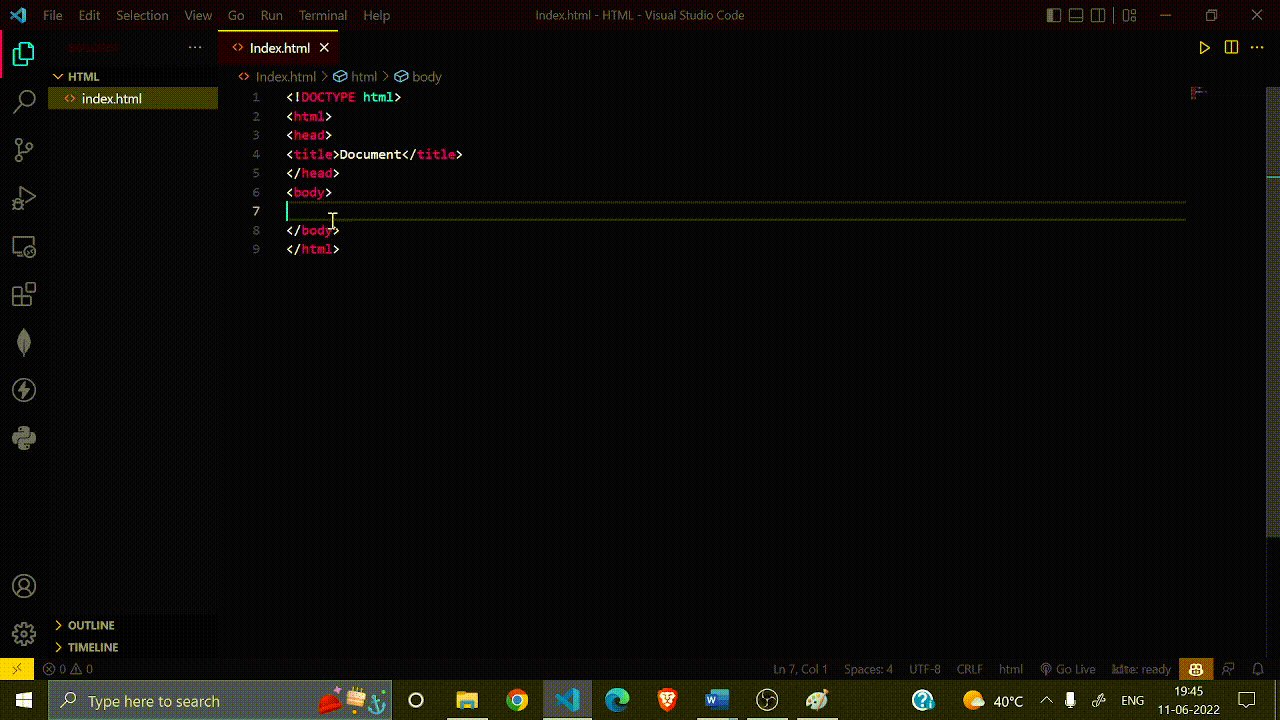 File Edit Selection View Go Run Terminal Help
Index.html - HTML - Visual Studio Code
EXPLORER
Index.html
HTML
index.html
Index.html > html > body
1 <!DOCTYPE html>
2 <html>
3 <head>
4 <title>Document</title>
5 </head>
6 <body>
7
8 </body>
9 </html>
OUTLINE
TIMELINE
0 0
Ln 7, Col 1 Spaces: 4 UTF-8 CRLF html Go Live kite: ready
Type here to search
40°C ENG 19:45
11-06-2022